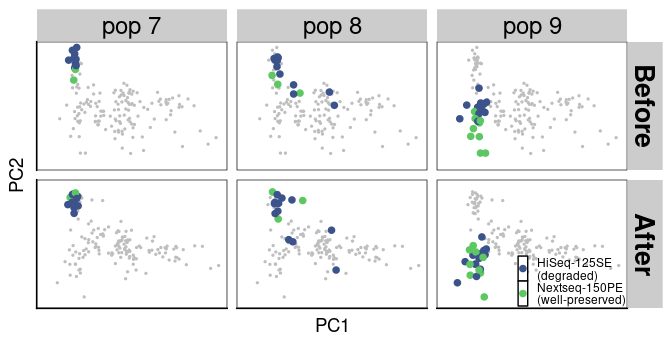 pop 7
pop 8
pop 9
PC2
Before
After
HiSeq-125SE
(degraded)
Nextseq-150PE
(well-preserved)
PC1